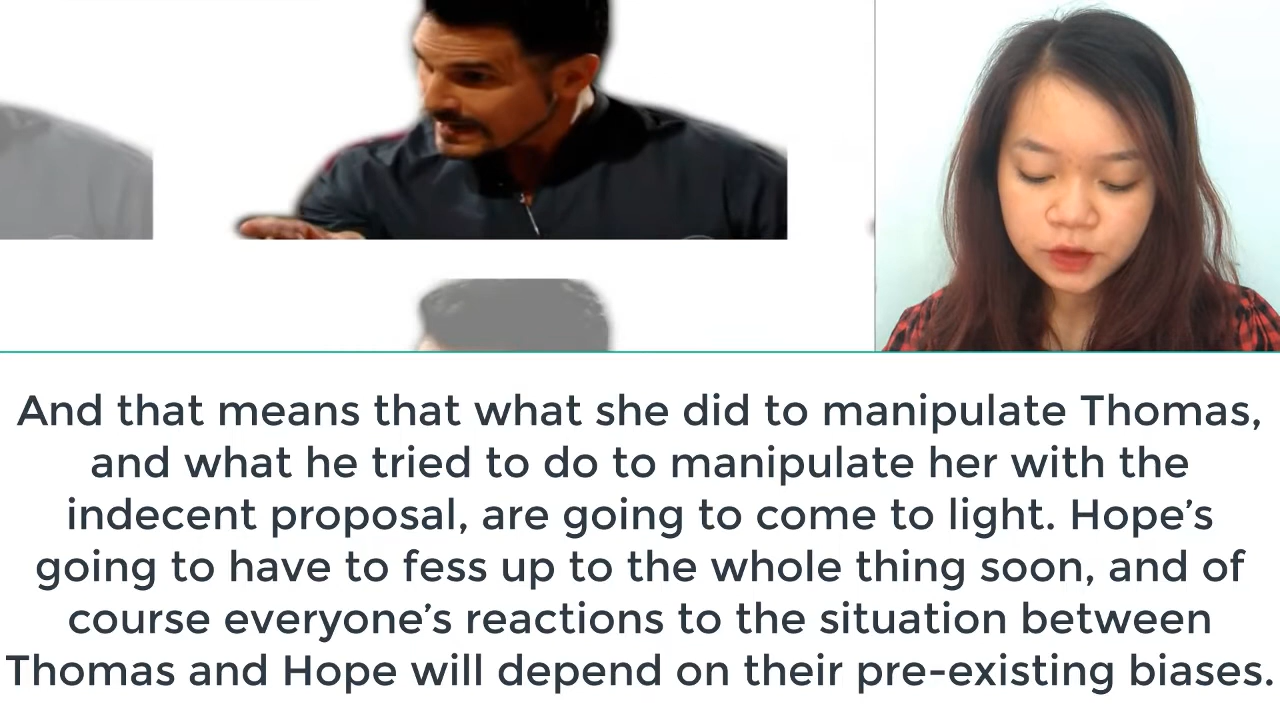 And that means that what she did to manipulate Thomas,
and what he tried to do to manipulate her with the
indecent proposal, are going to come to light. Hope’s
going to have to fess up to the whole thing soon, and of
course everyone’s reactions to the situation between
Thomas and Hope will depend on their pre-existing biases.